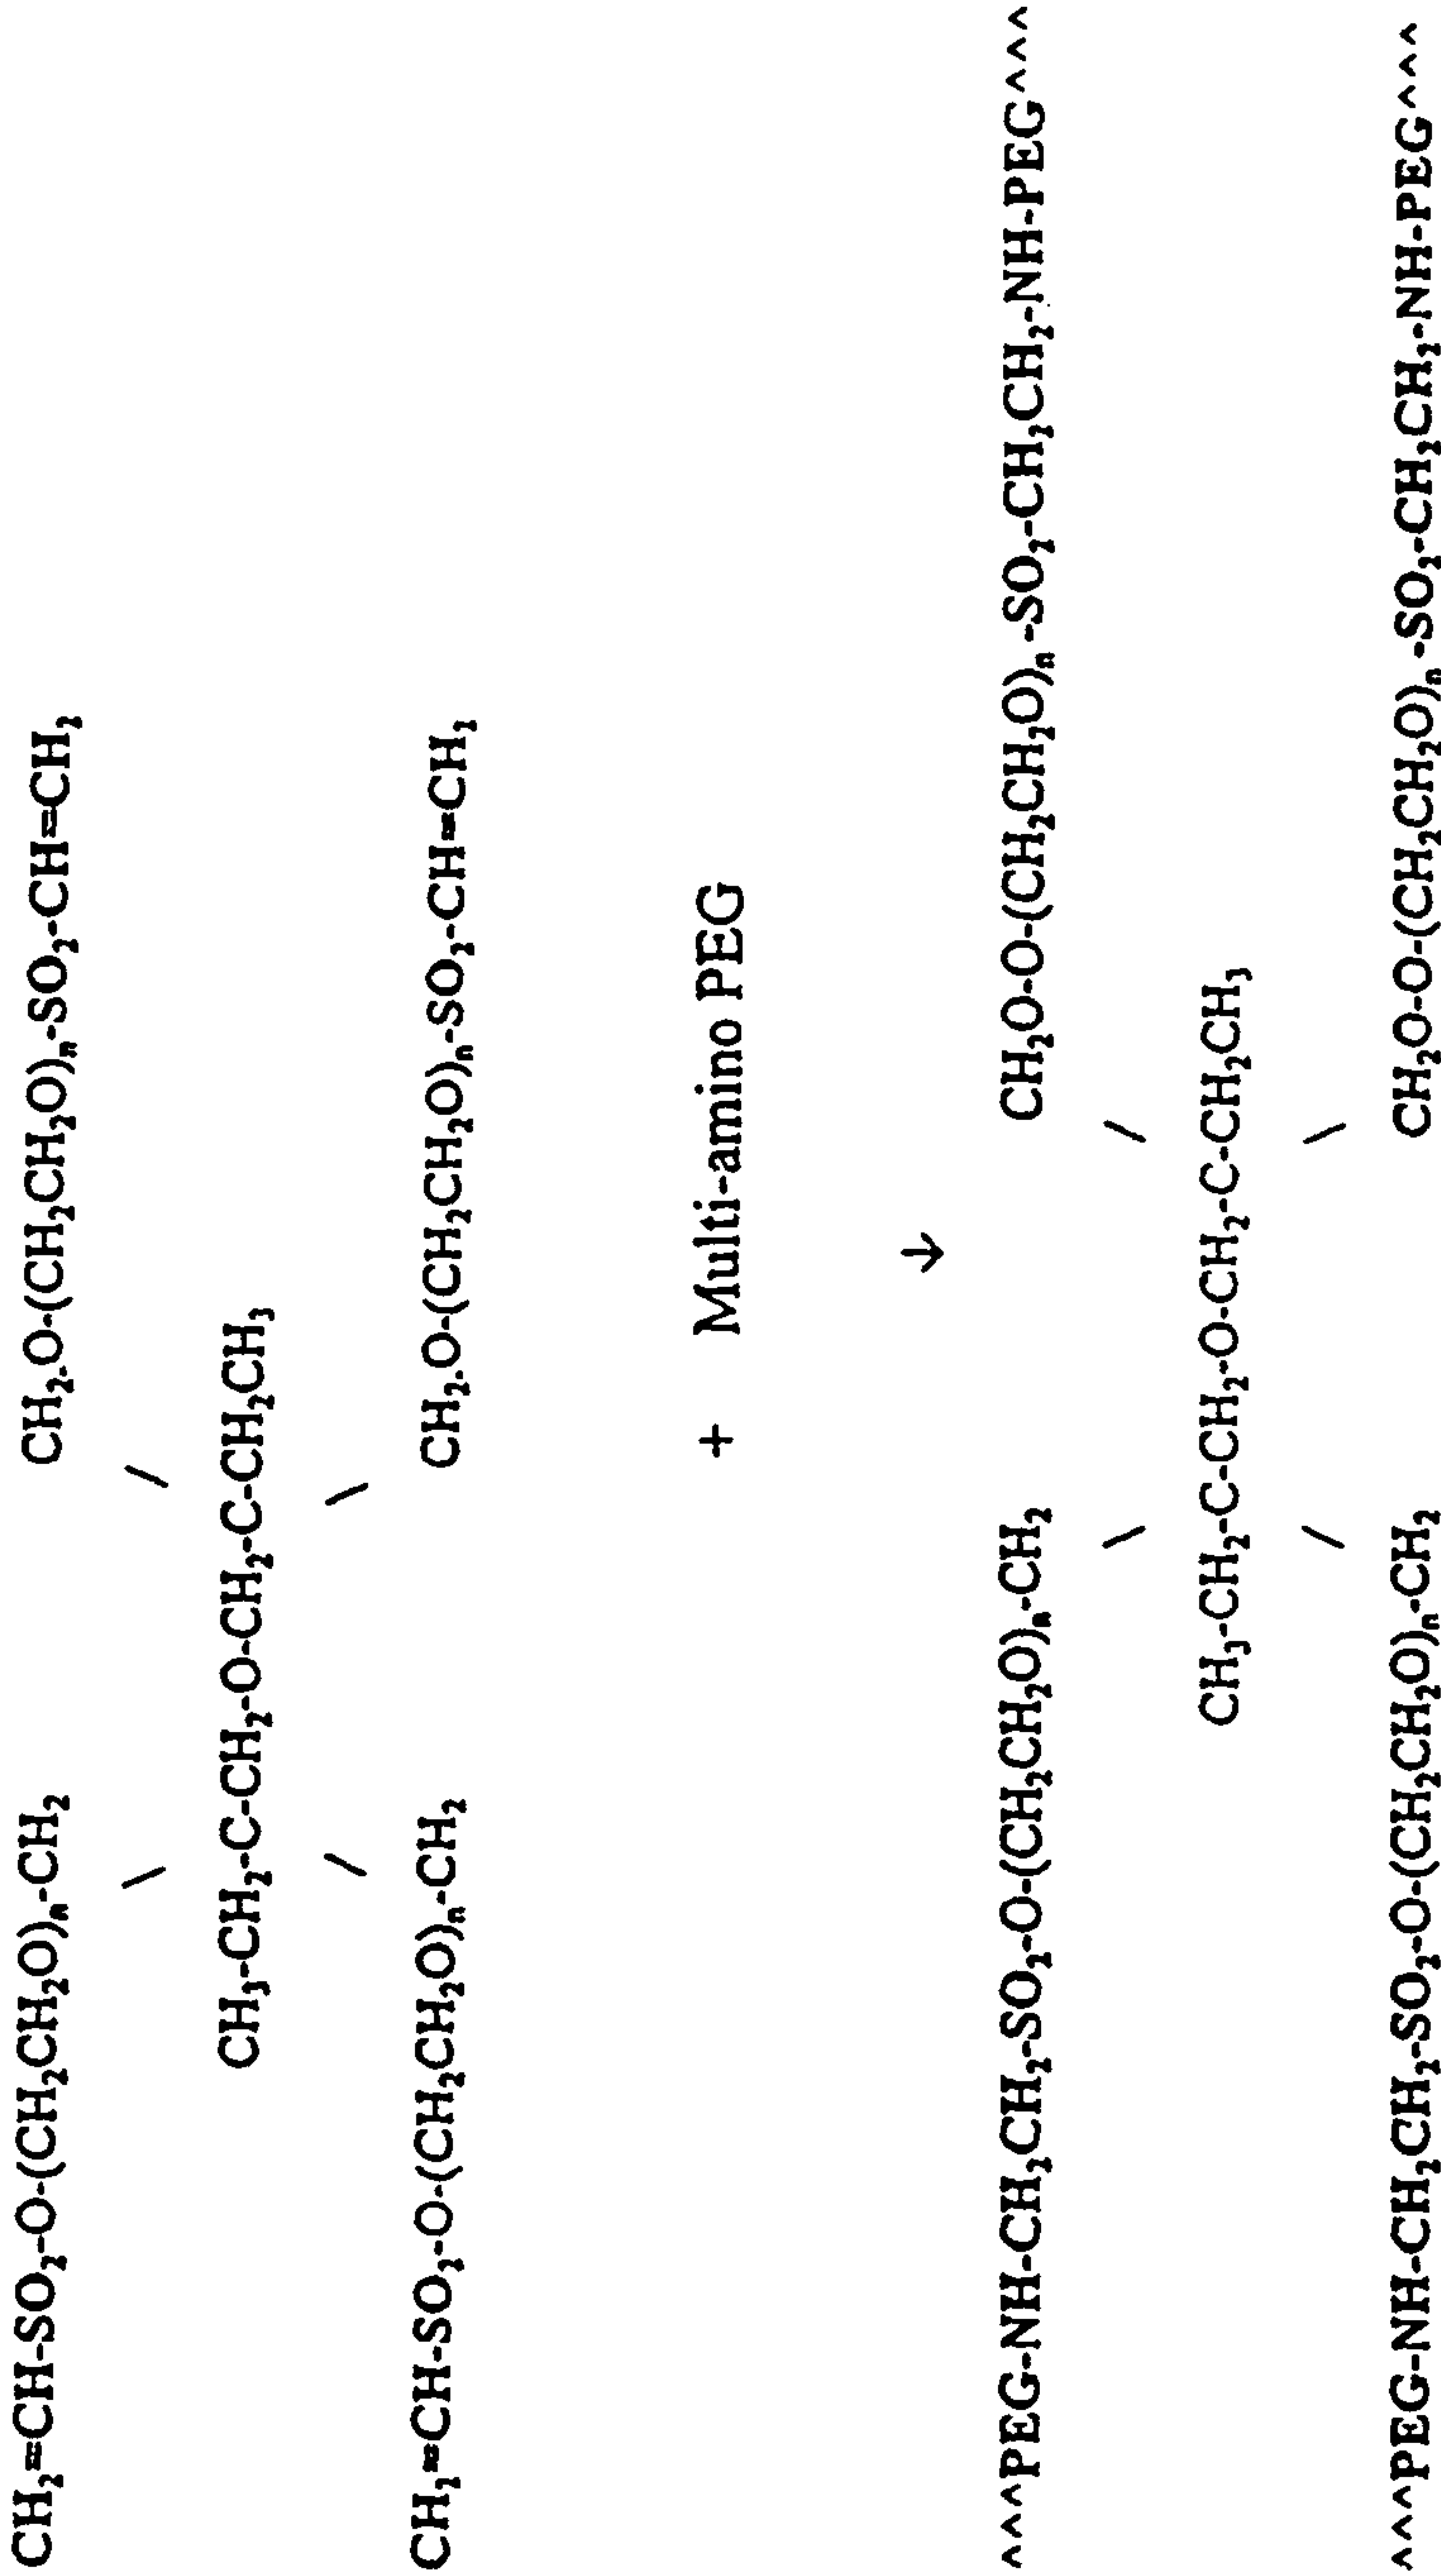 CH₂=CH-SO₂-O-(CH₂CH₂O)ₙ-CH₂ CH₂-O-(CH₂CH₂O)ₙ-SO₂-CH=CH₂
\ /
CH₃-CH₂-C-CH₂-O-CH₂-C-CH₂CH₃
/ \
CH₂=CH-SO₂-O-(CH₂CH₂O)ₙ-CH₂ CH₂-O-(CH₂CH₂O)ₙ-SO₂-CH=CH₂
+ Multi-amino PEG
↓
^^^PEG-NH-CH₂CH₂-SO₂-O-(CH₂CH₂O)ₙ-CH₂ CH₂O-O-(CH₂CH₂O)ₙ-SO₂-CH₂CH₂-NH-PEG^^^
\ /
CH₃-CH₂-C-CH₂-O-CH₂-C-CH₂CH₃
/ \
^^^PEG-NH-CH₂CH₂-SO₂-O-(CH₂CH₂O)ₙ-CH₂ CH₂O-O-(CH₂CH₂O)ₙ-SO₂-CH₂CH₂-NH-PEG^^^